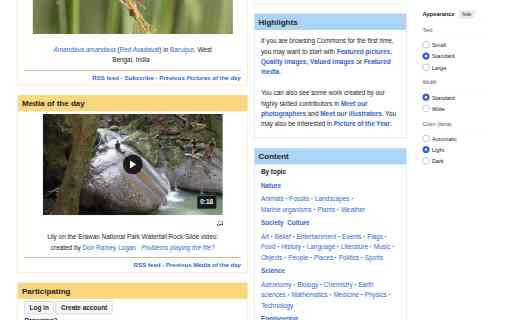 Amandava amandava (Red Avadavat) in Baruipur, West
Bengal, India
RSS feed · Subscribe · Previous Pictures of the day
Media of the day
0:18
Lily on the Erawan National Park Waterfall Rock Slide video:
created by Don Ramey Logan Problems playing the file?
RSS feed · Previous Media of the day
Participating
Log in Create account
Highlights
If you are browsing Commons for the first time,
you may want to start with Featured pictures,
Quality images, Valued images or Featured
media.
You can also see some work created by our
highly skilled contributors in Meet our
photographers and Meet our illustrators. You
may also be interested in Picture of the Year.
Content
By topic
Nature
Animals · Fossils · Landscapes ·
Marine organisms · Plants · Weather
Society Culture
Art · Belief · Entertainment · Events · Flags ·
Food · History · Language · Literature · Music ·
Objects · People · Places · Politics · Sports
Science
Astronomy · Biology · Chemistry · Earth
sciences · Mathematics · Medicine · Physics ·
Technology
Engineering
Appearance hide
Text
Small
Standard
Large
Width
Standard
Wide
Color (beta)
Automatic
Light
Dark